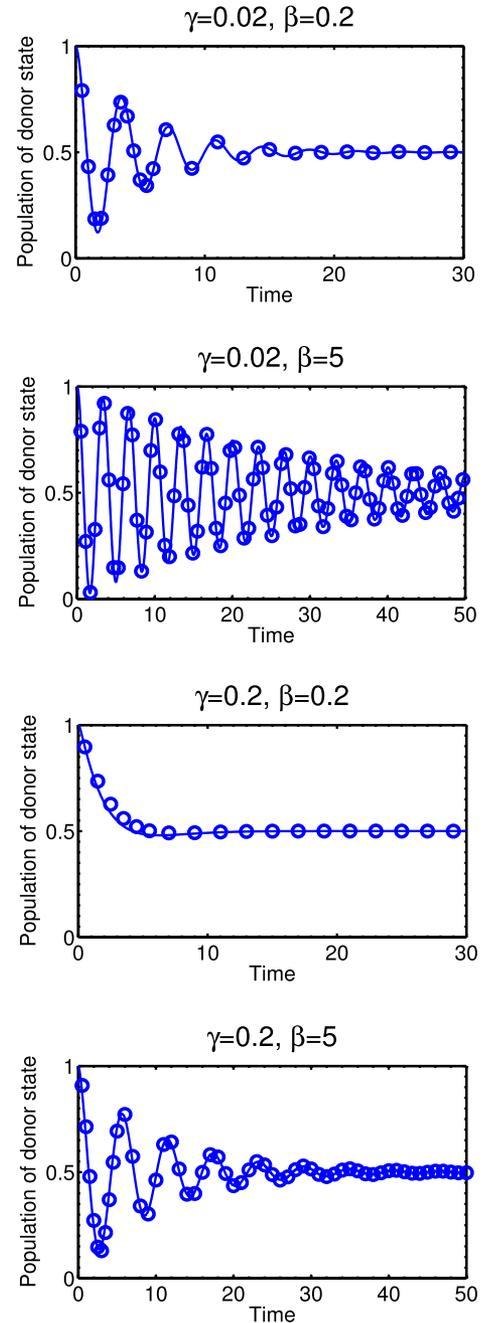 γ=0.02, β=0.2
Population of donor state
1
0.5
0
0 10 20 30
Time
γ=0.02, β=5
Population of donor state
1
0.5
0
0 10 20 30 40 50
Time
γ=0.2, β=0.2
Population of donor state
1
0.5
0
0 10 20 30
Time
γ=0.2, β=5
Population of donor state
1
0.5
0
0 10 20 30 40 50
Time